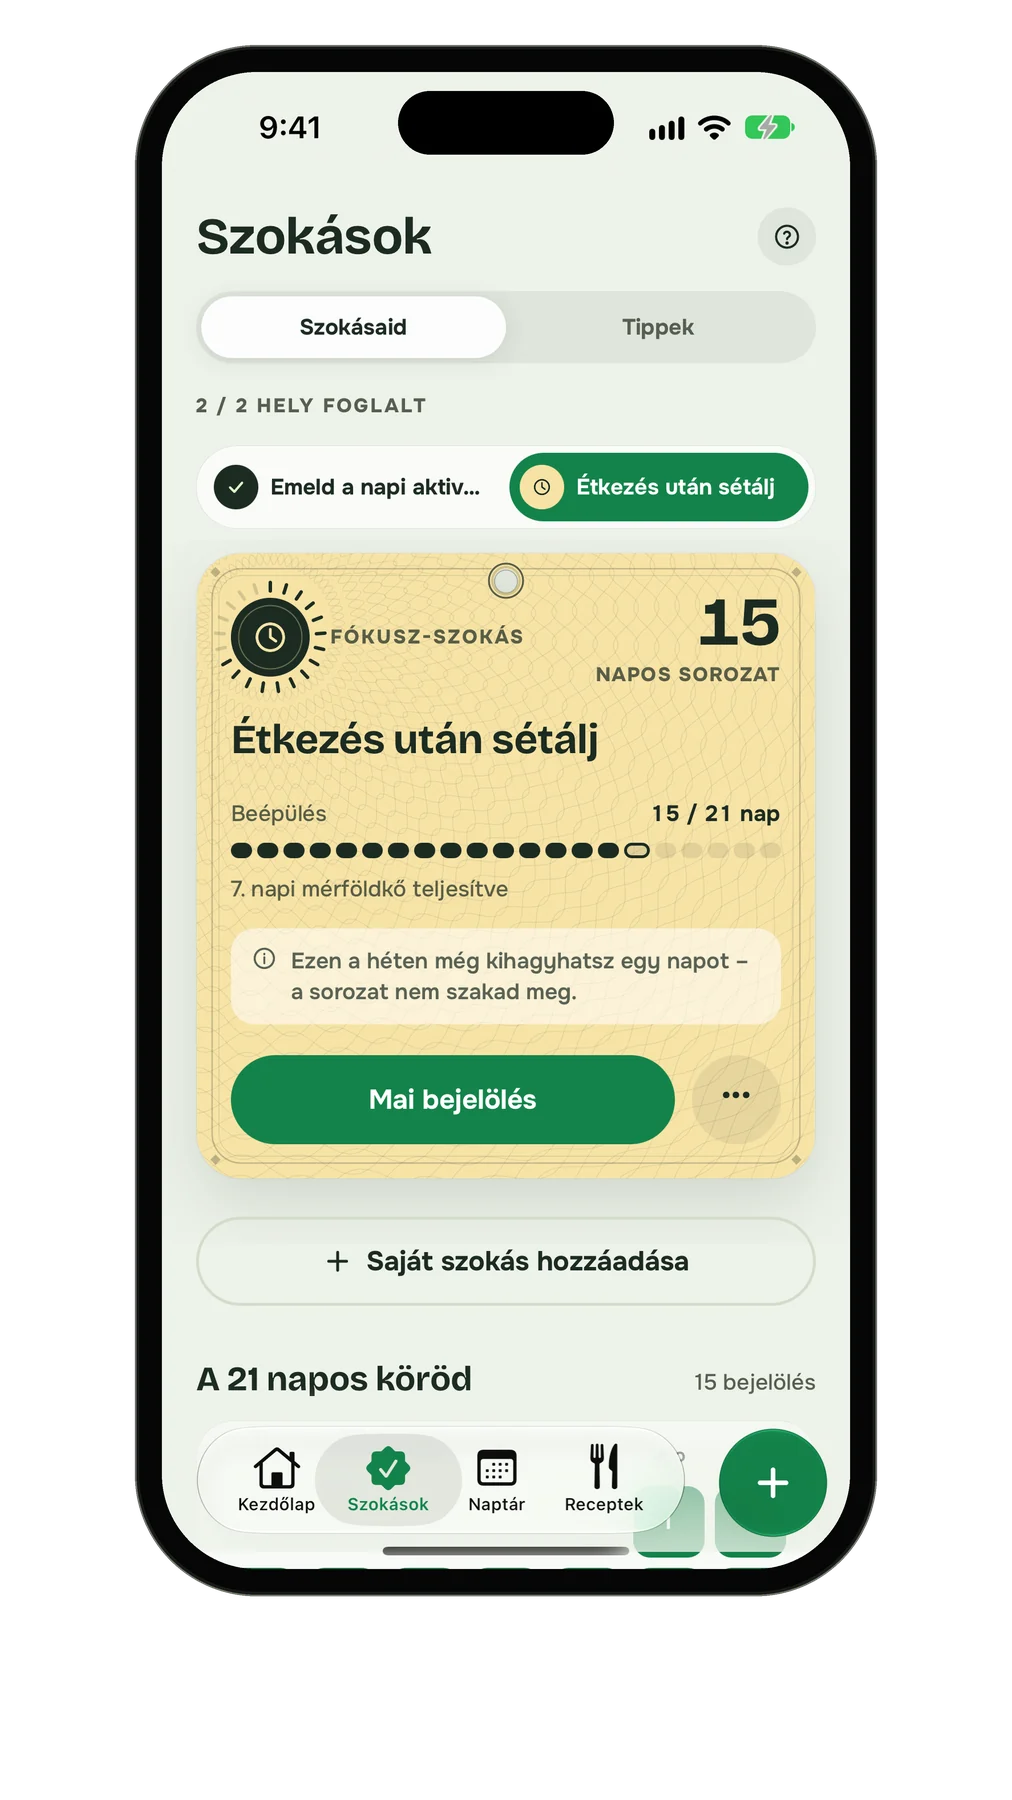 9:41
Szokások
Szokásaid
Tippek
2 / 2 HELY FOGLALT
Emeld a napi aktiv...
Étkezés után sétálj
FÓKUSZ-SZOKÁS
15
NAPOS SOROZAT
Étkezés után sétálj
Beépülés
15 / 21 nap
7. napi mérföldkő teljesítve
Ezen a héten még kihagyhatsz egy napot –
a sorozat nem szakad meg.
Mai bejelölés
Saját szokás hozzáadása
A 21 napos köröd
15 bejelölés
Kezdőlap
Szokások
Naptár
Receptek